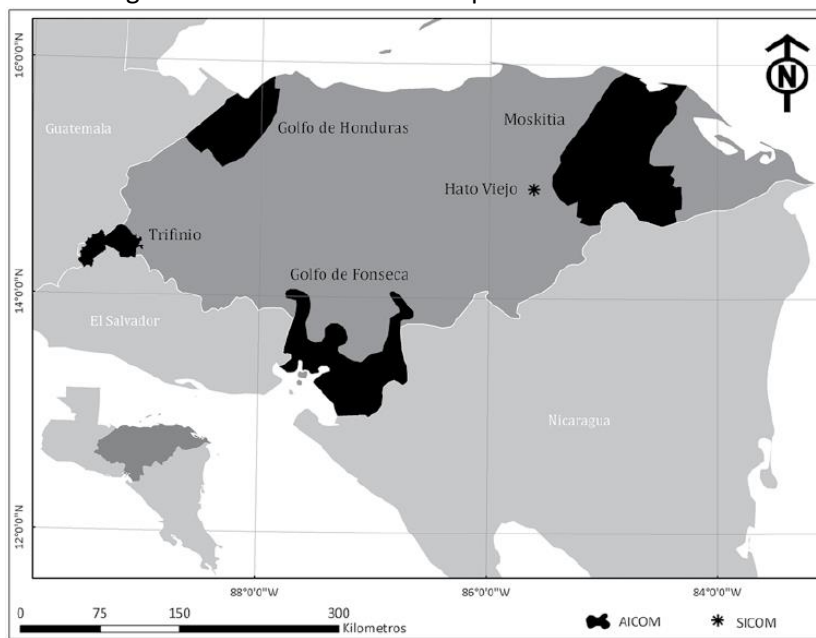 16°0'0"N
Guatemala
Golfo de Honduras
Moskitia
N
Hato Viejo
Trifinio
Golfo de Fonseca
14°0'0"N
El Salvador
Nicaragua
12°0'0"N
88°0'0"W
86°0'0"W
84°0'0"W
0 75 150 300
Kilometros
AICOM
SICOM